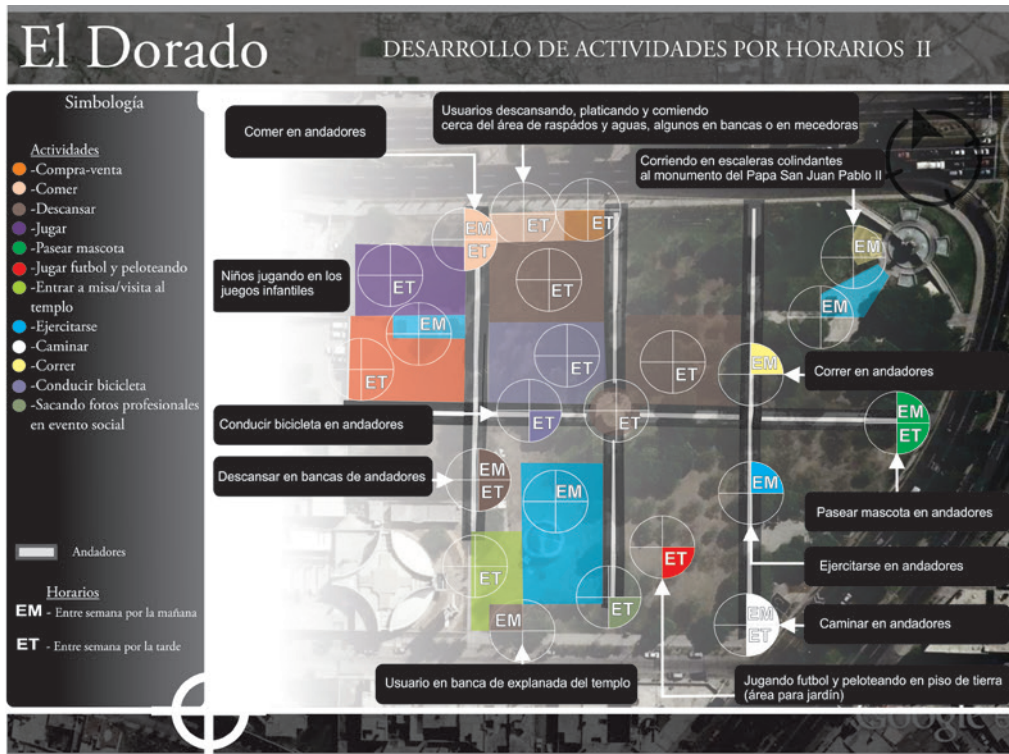 El Dorado
DESARROLLO DE ACTIVIDADES POR HORARIOS II
Simbología
Actividades
-Compra-venta
-Comer
-Descansar
-Jugar
-Pasear mascota
-Jugar futbol y peloteando
-Entrar a misa/visita al
templo
-Ejercitarse
-Caminar
-Correr
-Conducir bicicleta
-Sacando fotos profesionales
en evento social
Andadores
Horarios
EM - Entre semana por la mañana
ET - Entre semana por la tarde
Comer en andadores
Usuarios descansando, platicando y comiendo
cerca del área de raspádos y aguas, algunos en bancas o en mecedoras
Corriendo en escaleras colindantes
al monumento del Papa San Juan Pablo II
EM
ET
ET
ET
EM
Niños jugando en los
juegos infantiles
ET
ET
EM
EM
ET
ET
ET
EM
Correr en andadores
Conducir bicicleta en andadores
ET
ET
EM
ET
Descansar en bancas de andadores
EM
ET
EM
EM
Pasear mascota en andadores
ET
ET
Ejercitarse en andadores
ET
EM
EM
ET
Caminar en andadores
Usuario en banca de explanada del templo
Jugando futbol y peloteando en piso de tierra
(área para jardín)
Google